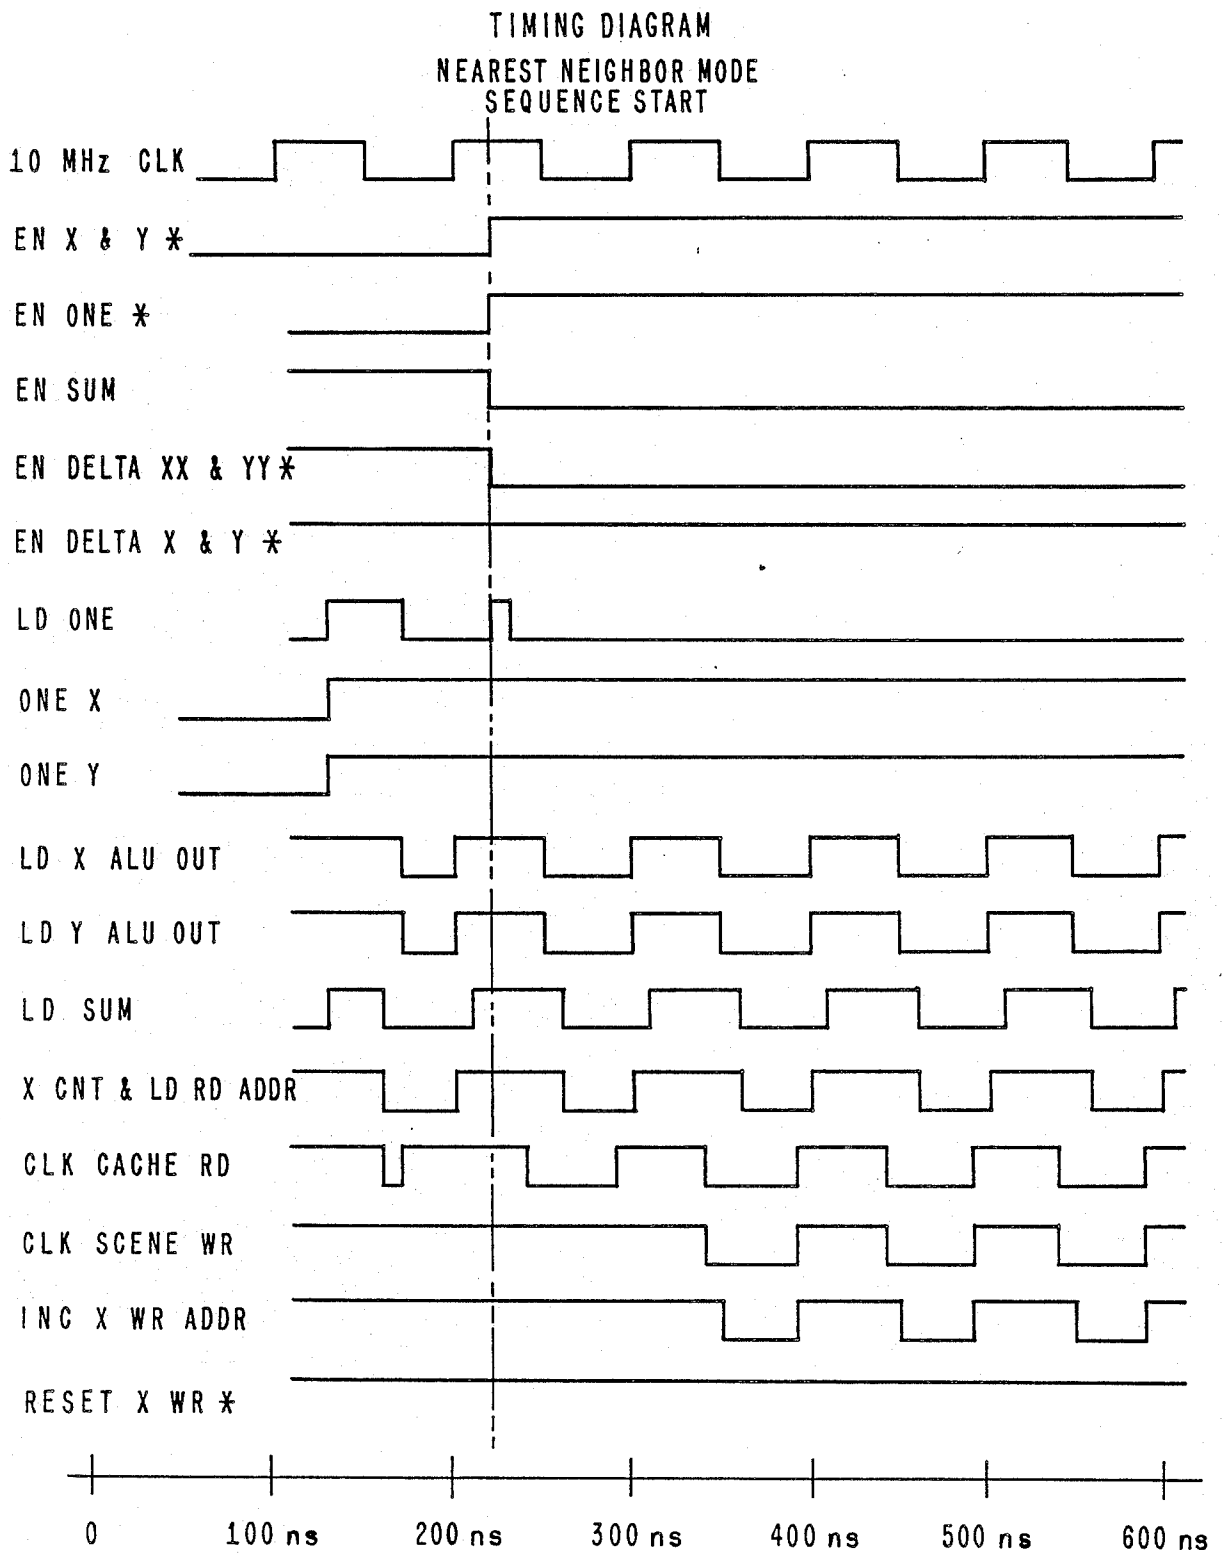 TIMING DIAGRAM
NEAREST NEIGHBOR MODE
SEQUENCE START
10 MHz CLK
EN X & Y *
EN ONE *
EN SUM
EN DELTA XX & YY *
EN DELTA X & Y *
LD ONE
ONE X
ONE Y
LD X ALU OUT
LD Y ALU OUT
LD SUM
X CNT & LD RD ADDR
CLK CACHE RD
CLK SCENE WR
INC X WR ADDR
RESET X WR *
0 100 ns 200 ns 300 ns 400 ns 500 ns 600 ns